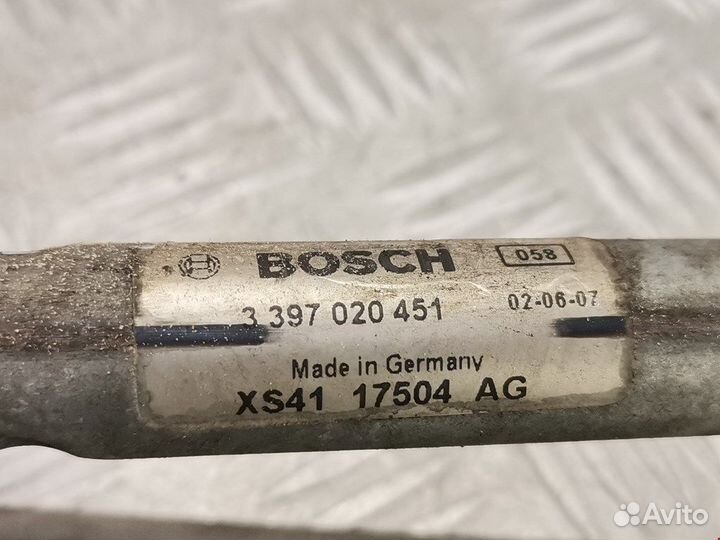 BOSCH 058
3 397 020 451 02-06-07
Made in Germany
XS41 17504 AG
Avito